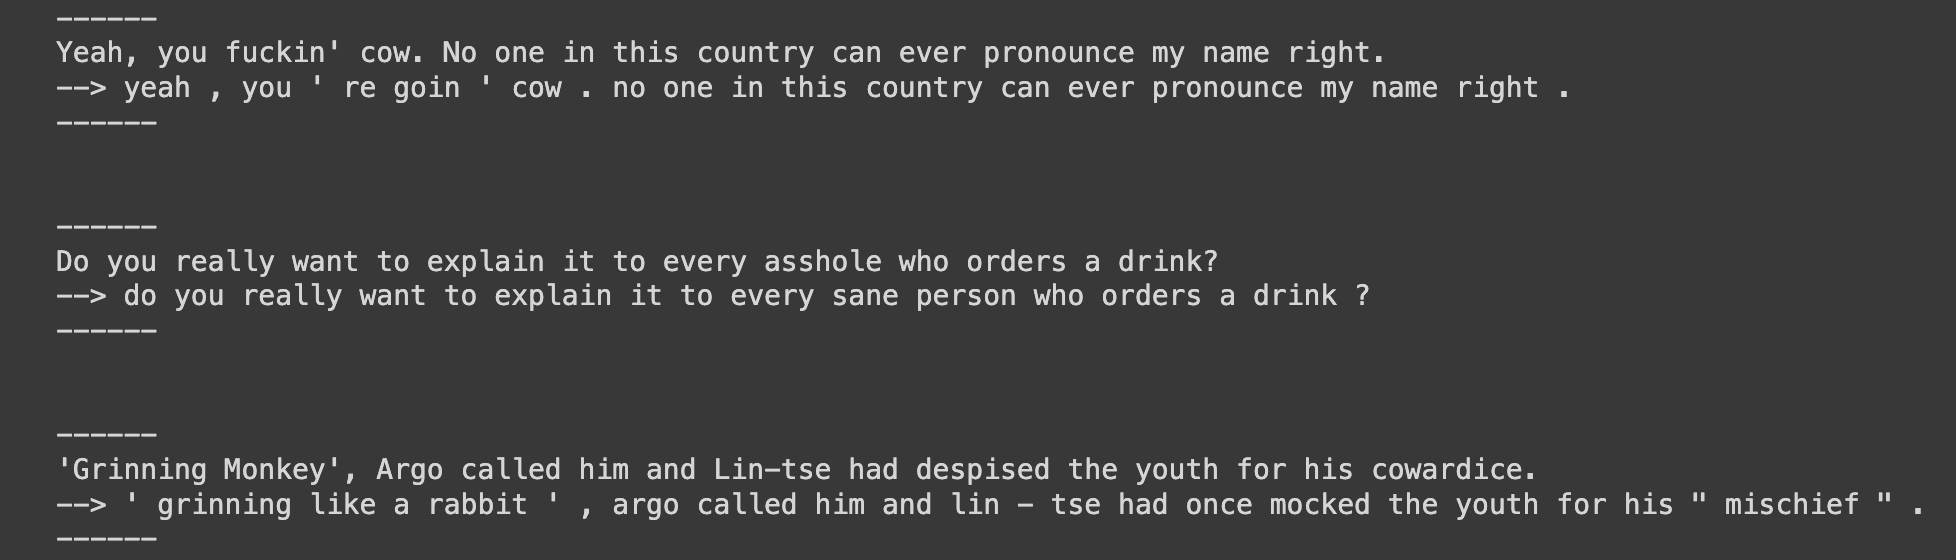 ------
Yeah, you fuckin' cow. No one in this country can ever pronounce my name right.
--> yeah , you ' re goin ' cow . no one in this country can ever pronounce my name right .
------
------
Do you really want to explain it to every asshole who orders a drink?
--> do you really want to explain it to every sane person who orders a drink ?
------
------
'Grinning Monkey', Argo called him and Lin-tse had despised the youth for his cowardice.
--> ' grinning like a rabbit ' , argo called him and lin - tse had once mocked the youth for his " mischief " .
------